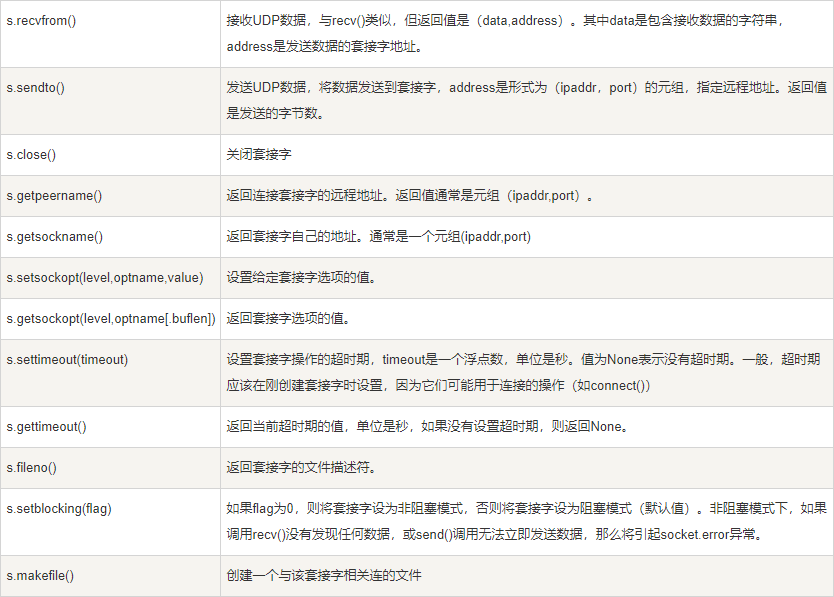 s.recvfrom()
接收UDP数据，与recv()类似，但返回值是（data,address）。其中data是包含接收数据的字符串，
address是发送数据的套接字地址。
s.sendto()
发送UDP数据，将数据发送到套接字，address是形式为（ipaddr，port）的元组，指定远程地址。返回值
是发送的字节数。
s.close()
关闭套接字
s.getpeername()
返回连接套接字的远程地址。返回值通常是元组（ipaddr,port）。
s.getsockname()
返回套接字自己的地址。通常是一个元组(ipaddr,port)
s.setsockopt(level,optname,value)
设置给定套接字选项的值。
s.getsockopt(level,optname[.buflen])
返回套接字选项的值。
s.settimeout(timeout)
设置套接字操作的超时期，timeout是一个浮点数，单位是秒。值为None表示没有超时期。一般，超时期
应该在刚创建套接字时设置，因为它们可能用于连接的操作（如connect()）
s.gettimeout()
返回当前超时期的值，单位是秒，如果没有设置超时期，则返回None。
s.fileno()
返回套接字的文件描述符。
s.setblocking(flag)
如果flag为0，则将套接字设为非阻塞模式，否则将套接字设为阻塞模式（默认值）。非阻塞模式下，如果
调用recv()没有发现任何数据，或send()调用无法立即发送数据，那么将引起socket.error异常。
s.makefile()
创建一个与该套接字相关连的文件